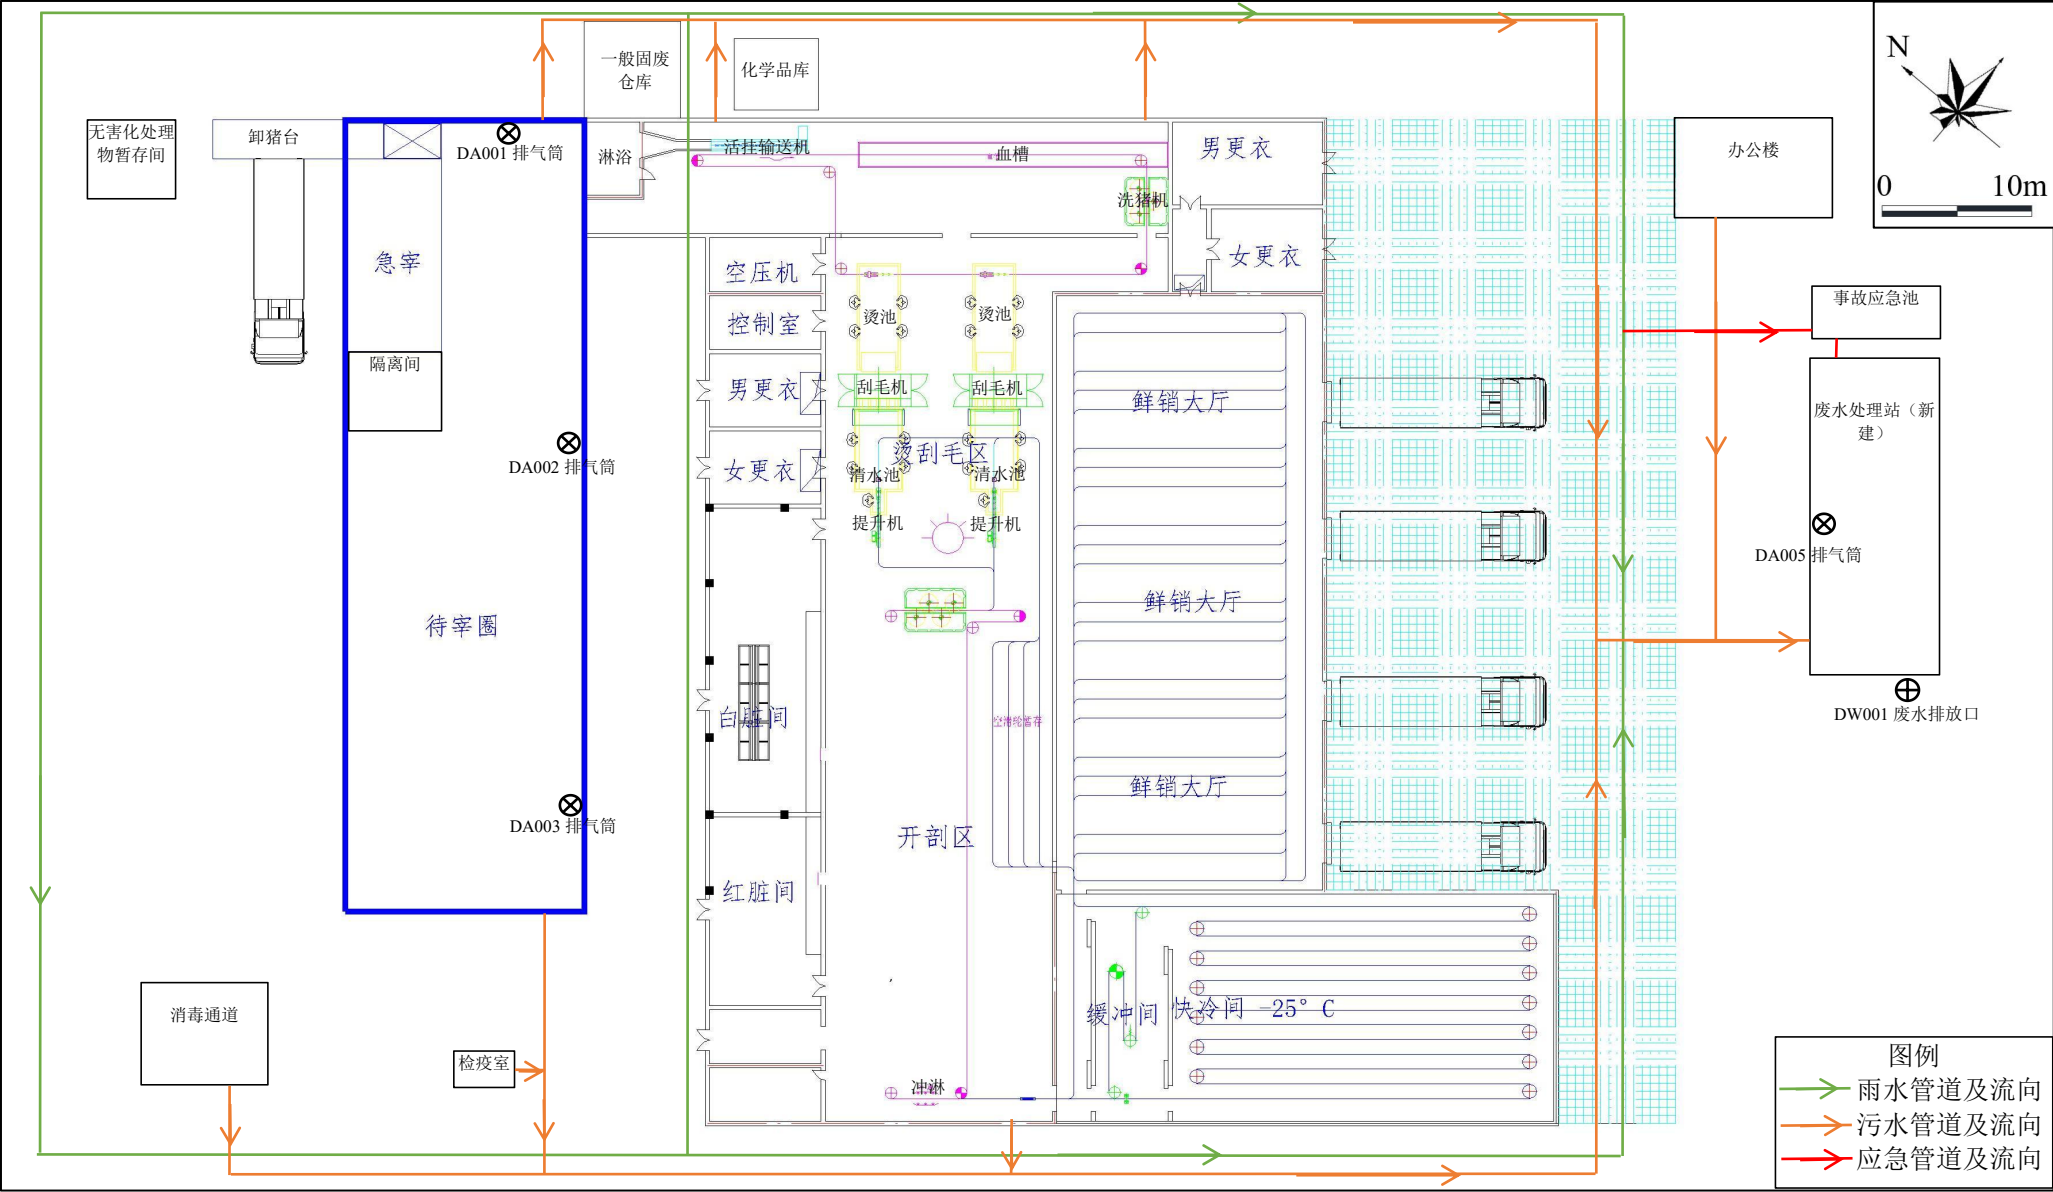 一般固废
仓库
化学品库
N
0 10m
无害化处理
物暂存间
卸猪台
DA001 排气筒
淋浴
活挂输送机
血槽
男更衣
办公楼
洗猪机
急宰
空压机
女更衣
控制室
烫池
烫池
事故应急池
隔离间
男更衣
刮毛机
刮毛机
鲜销大厅
废水处理站（新
建）
DA002 排气筒
女更衣
烫刮毛区
清水池
清水池
提升机
提升机
DA005 排气筒
待宰圈
鲜销大厅
白脏间
空滑轮暂存
DW001 废水排放口
鲜销大厅
DA003 排气筒
开剖区
红脏间
消毒通道
缓冲间
快冷间 -25° C
检疫室
冲淋
图例
雨水管道及流向
污水管道及流向
应急管道及流向